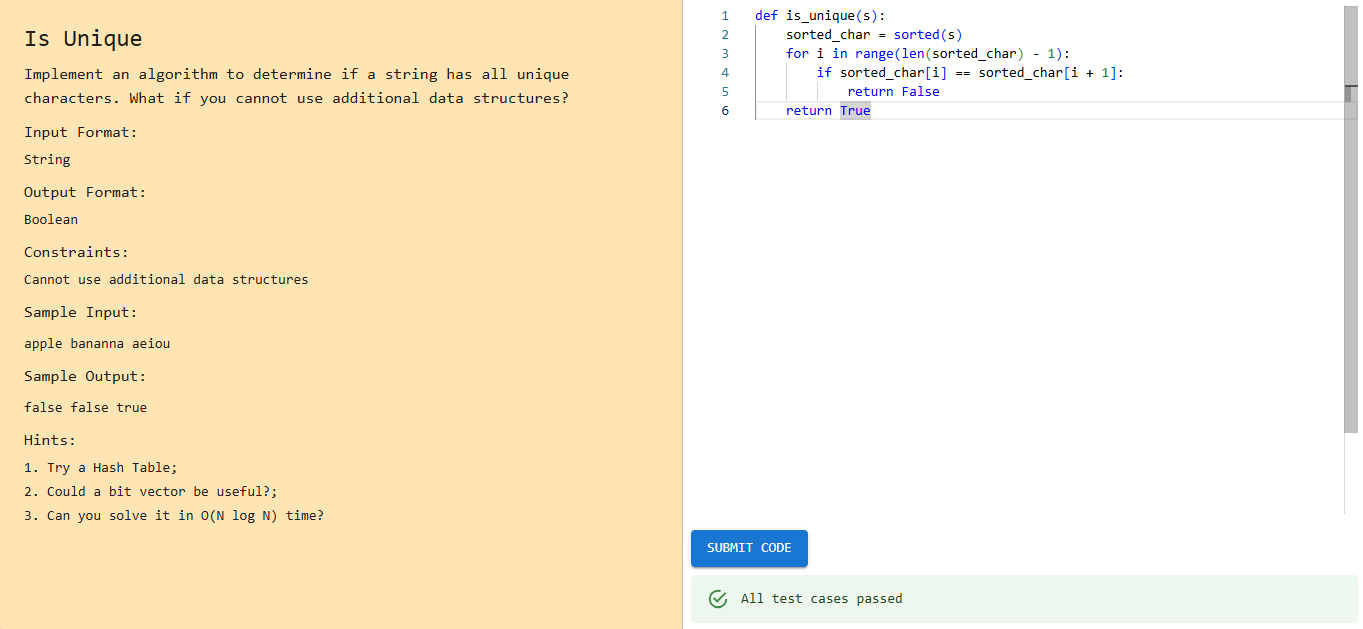 Is Unique
Implement an algorithm to determine if a string has all unique
characters. What if you cannot use additional data structures?
Input Format:
String
Output Format:
Boolean
Constraints:
Cannot use additional data structures
Sample Input:
apple bananna aeiou
Sample Output:
false false true
Hints:
1. Try a Hash Table;
2. Could a bit vector be useful?;
3. Can you solve it in O(N log N) time?
1 def is_unique(s):
2     sorted_char = sorted(s)
3     for i in range(len(sorted_char) - 1):
4         if sorted_char[i] == sorted_char[i + 1]:
5             return False
6     return True
SUBMIT CODE
All test cases passed